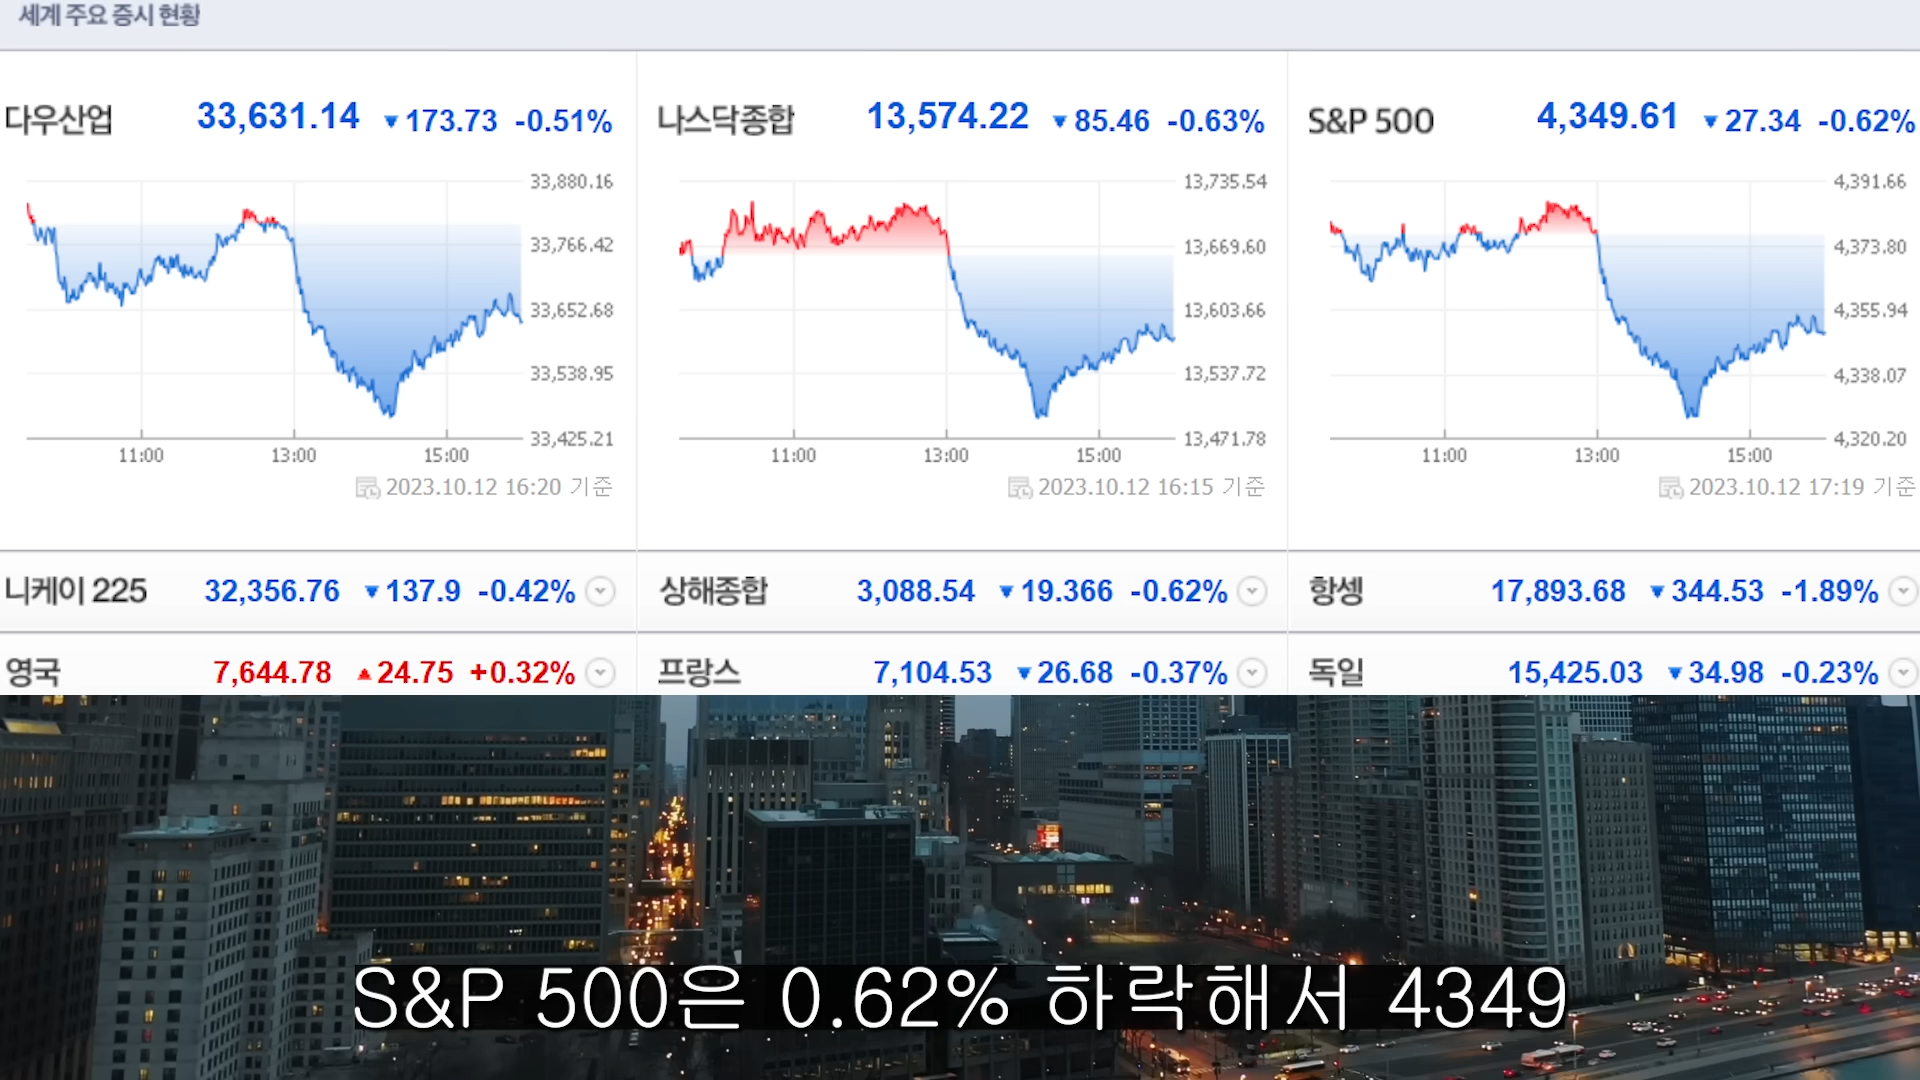 세계 주요 증시 현황
다우산업 33,631.14 ▼173.73 -0.51%
33,880.16
33,766.42
33,652.68
33,538.95
33,425.21
11:00 13:00 15:00
2023.10.12 16:20 기준
나스닥종합 13,574.22 ▼85.46 -0.63%
13,735.54
13,669.60
13,603.66
13,537.72
13,471.78
11:00 13:00 15:00
2023.10.12 16:15 기준
S&P 500 4,349.61 ▼27.34 -0.62%
4,391.66
4,373.80
4,355.94
4,338.07
4,320.20
11:00 13:00 15:00
2023.10.12 17:19 기준
니케이 225 32,356.76 ▼137.9 -0.42%
상해종합 3,088.54 ▼19.366 -0.62%
항셍 17,893.68 ▼344.53 -1.89%
영국 7,644.78 ▲24.75 +0.32%
프랑스 7,104.53 ▼26.68 -0.37%
독일 15,425.03 ▼34.98 -0.23%
S&P 500은 0.62% 하락해서 4349